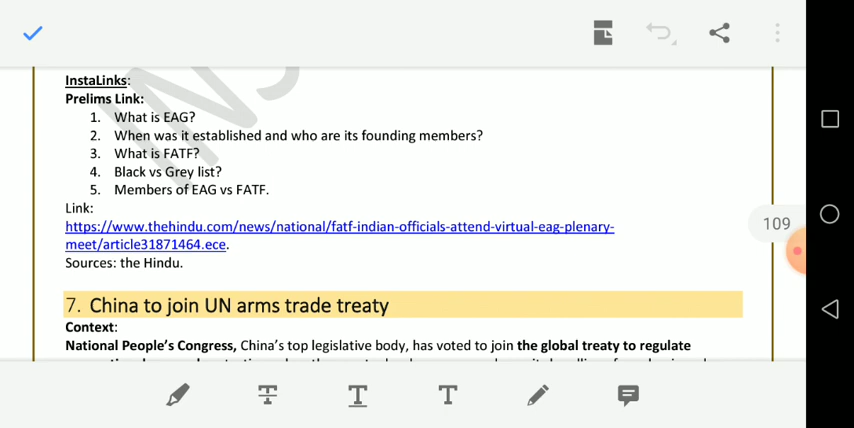 InstaLinks:
Prelims Link:
1. What is EAG?
2. When was it established and who are its founding members?
3. What is FATF?
4. Black vs Grey list?
5. Members of EAG vs FATF.
Link:
https://www.thehindu.com/news/national/fatf-indian-officials-attend-virtual-eag-plenary-
meet/article31871464.ece.
109
Sources: the Hindu.
7. China to join UN arms trade treaty
Context:
National People's Congress, China's top legislative body, has voted to join the global treaty to regulate